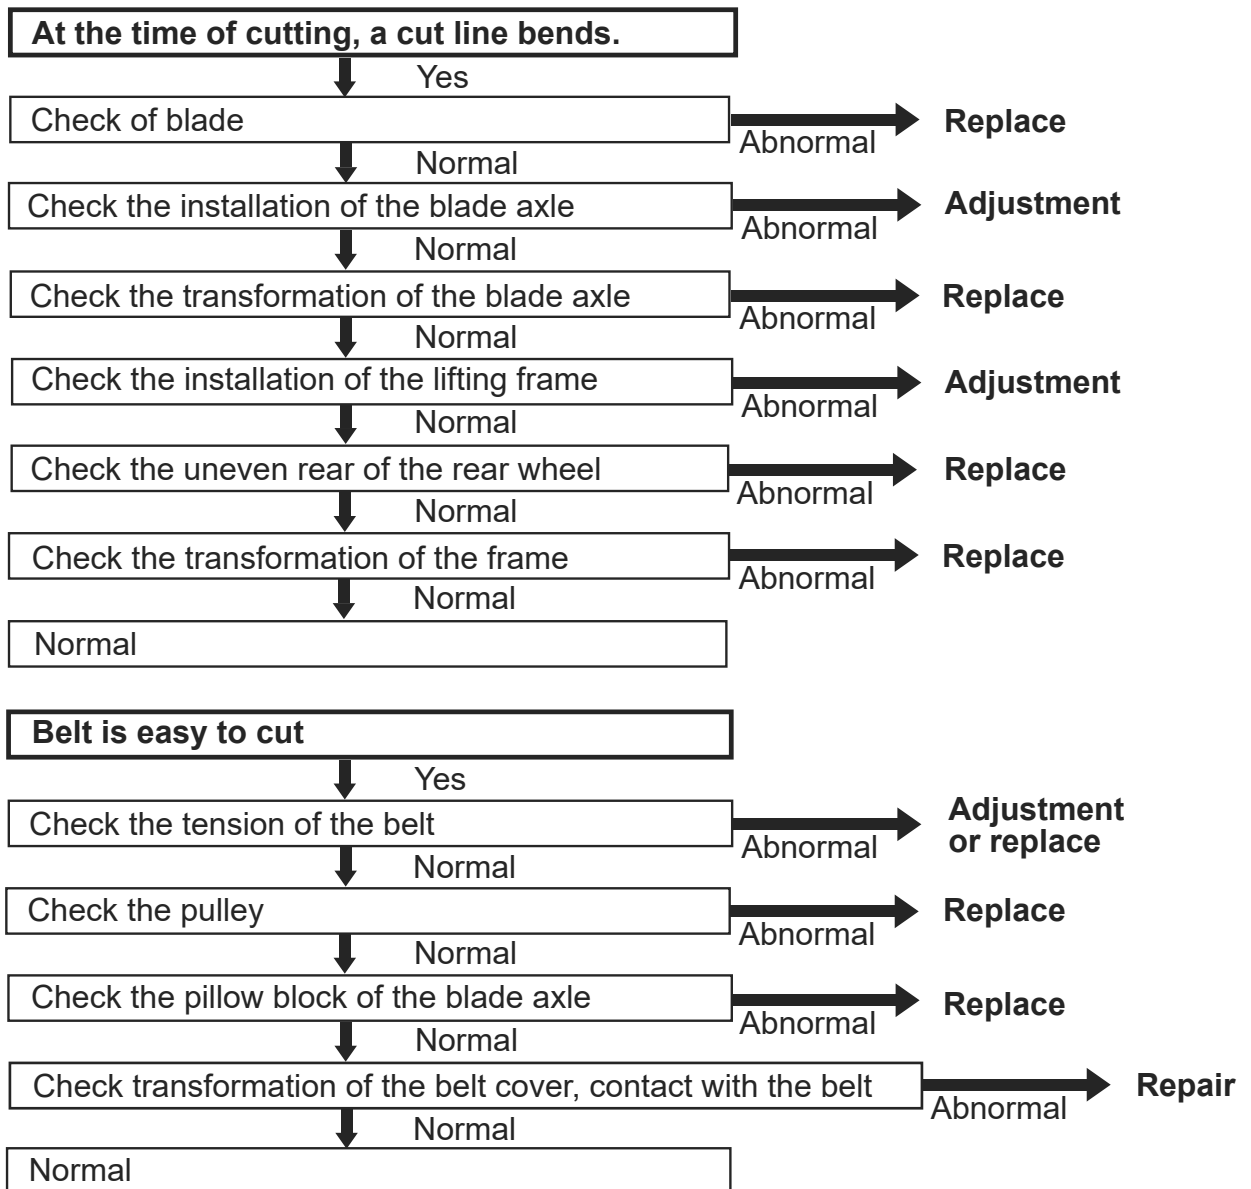 At the time of cutting, a cut line bends.
Yes
Check of blade
Abnormal
Replace
Normal
Check the installation of the blade axle
Abnormal
Adjustment
Normal
Check the transformation of the blade axle
Abnormal
Replace
Normal
Check the installation of the lifting frame
Abnormal
Adjustment
Normal
Check the uneven rear of the rear wheel
Abnormal
Replace
Normal
Check the transformation of the frame
Abnormal
Replace
Normal
Normal
Belt is easy to cut
Yes
Check the tension of the belt
Abnormal
Adjustment
or replace
Normal
Check the pulley
Abnormal
Replace
Normal
Check the pillow block of the blade axle
Abnormal
Replace
Normal
Check transformation of the belt cover, contact with the belt
Abnormal
Repair
Normal
Normal